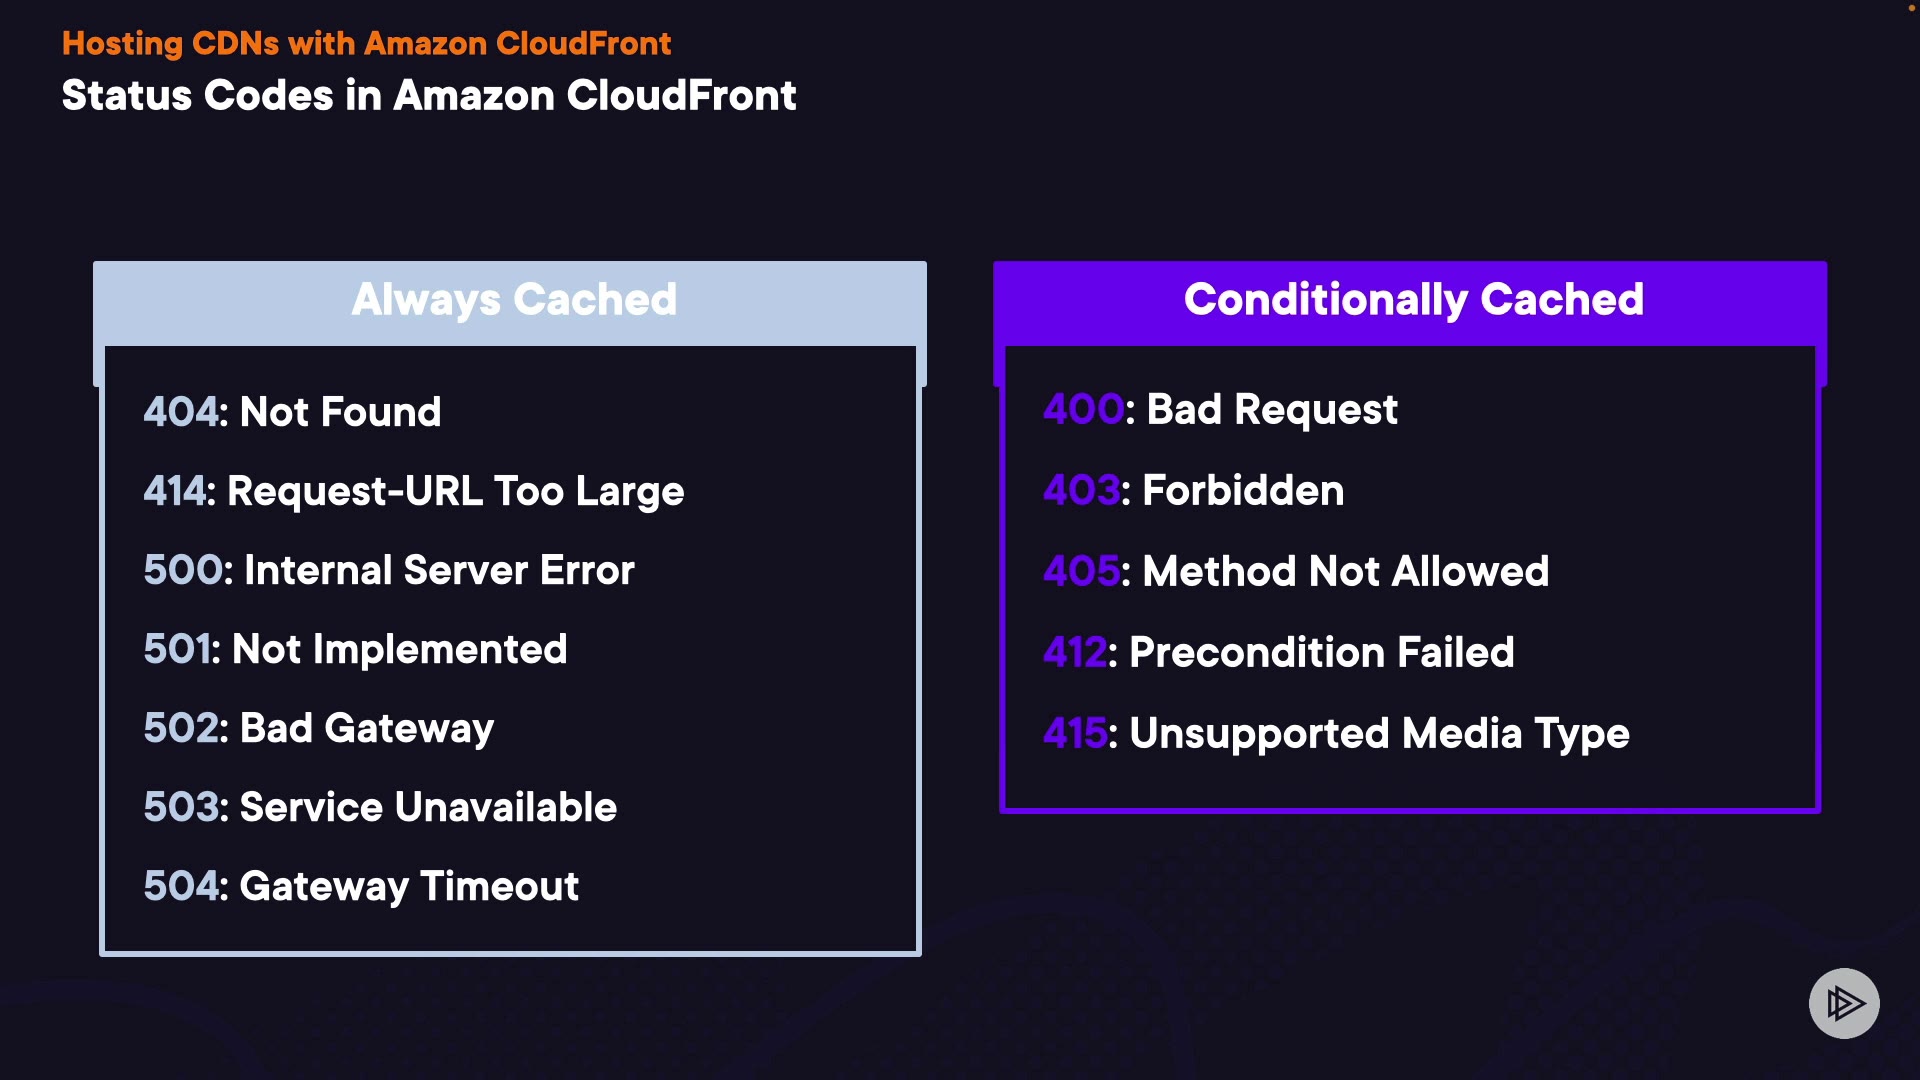 Hosting CDNs with Amazon CloudFront
Status Codes in Amazon CloudFront
Always Cached
404: Not Found
414: Request-URL Too Large
500: Internal Server Error
501: Not Implemented
502: Bad Gateway
503: Service Unavailable
504: Gateway Timeout
Conditionally Cached
400: Bad Request
403: Forbidden
405: Method Not Allowed
412: Precondition Failed
415: Unsupported Media Type